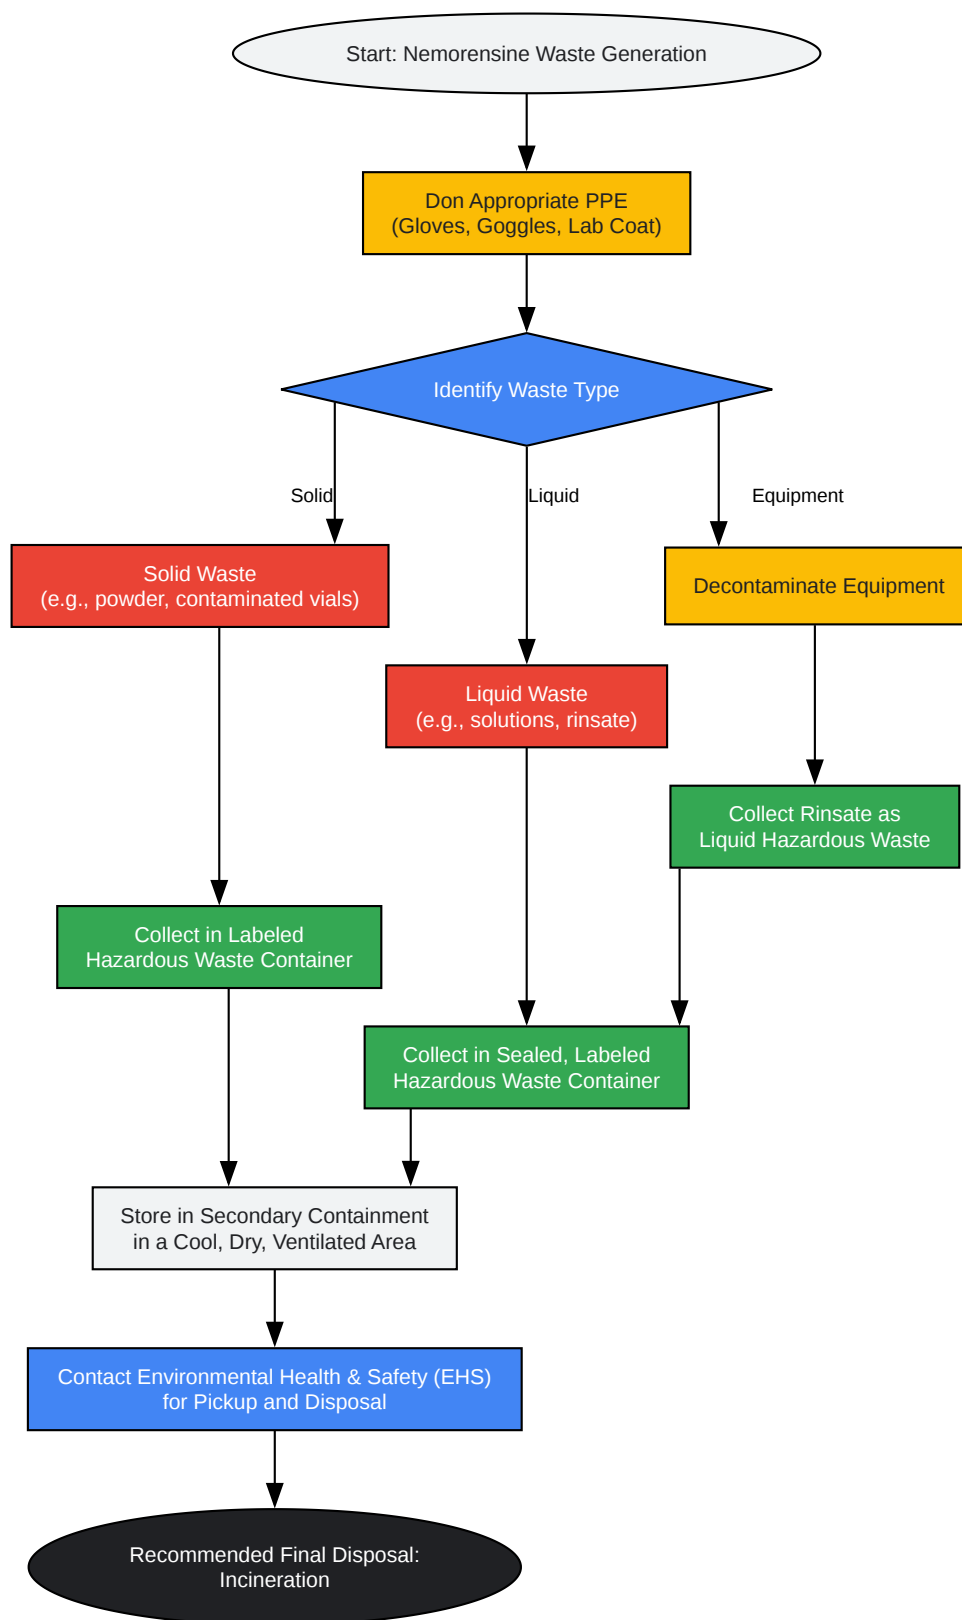 Start: Nemorensine Waste Generation
Don Appropriate PPE
(Gloves, Goggles, Lab Coat)
Identify Waste Type
Solid
Liquid
Equipment
Solid Waste
(e.g., powder, contaminated vials)
Decontaminate Equipment
Liquid Waste
(e.g., solutions, rinsate)
Collect Rinsate as
Liquid Hazardous Waste
Collect in Labeled
Hazardous Waste Container
Collect in Sealed, Labeled
Hazardous Waste Container
Store in Secondary Containment
in a Cool, Dry, Ventilated Area
Contact Environmental Health & Safety (EHS)
for Pickup and Disposal
Recommended Final Disposal:
Incineration